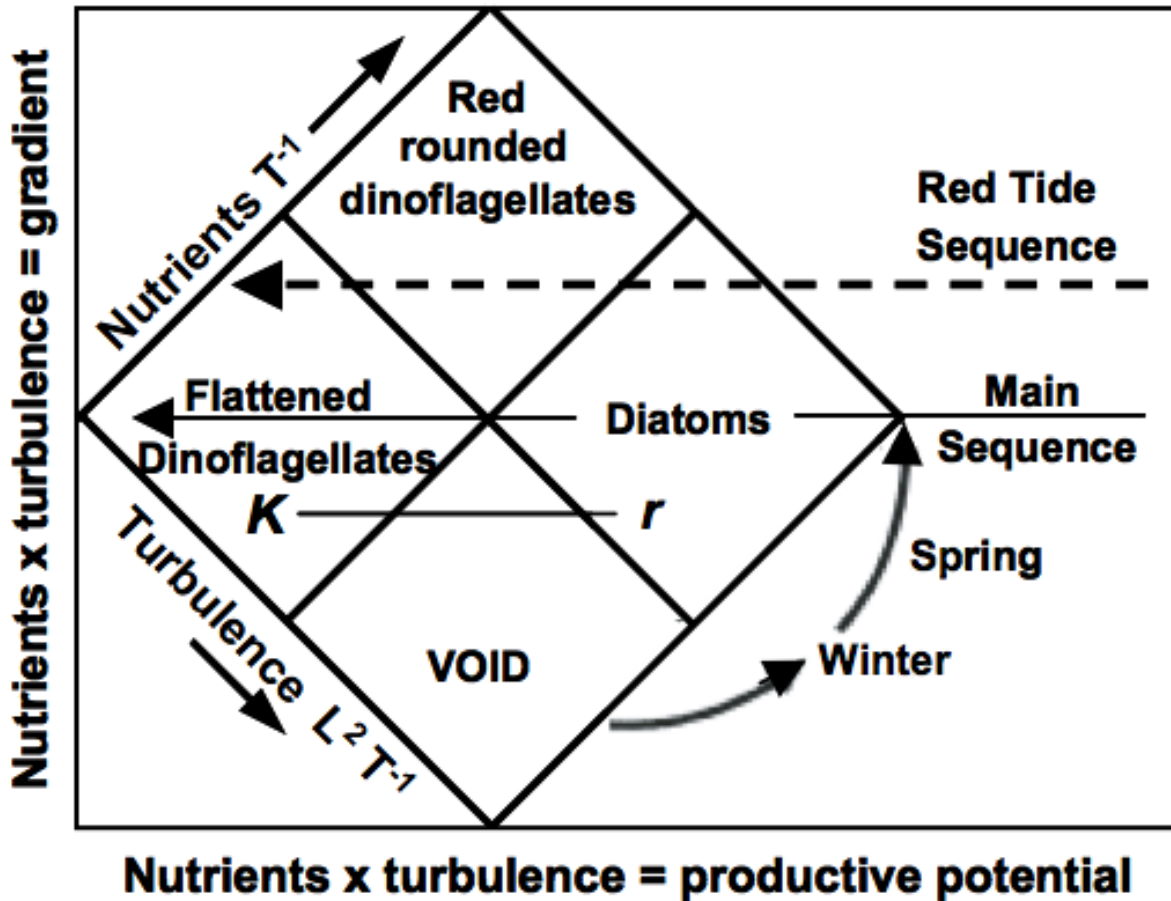 Nutrients x turbulence = gradient
Nutrients T⁻¹
Red
rounded
dinoflagellates
Red Tide
Sequence
Flattened
Dinoflagellates
Diatoms
Main
Sequence
K
r
Spring
Turbulence L² T⁻¹
VOID
Winter
Nutrients x turbulence = productive potential